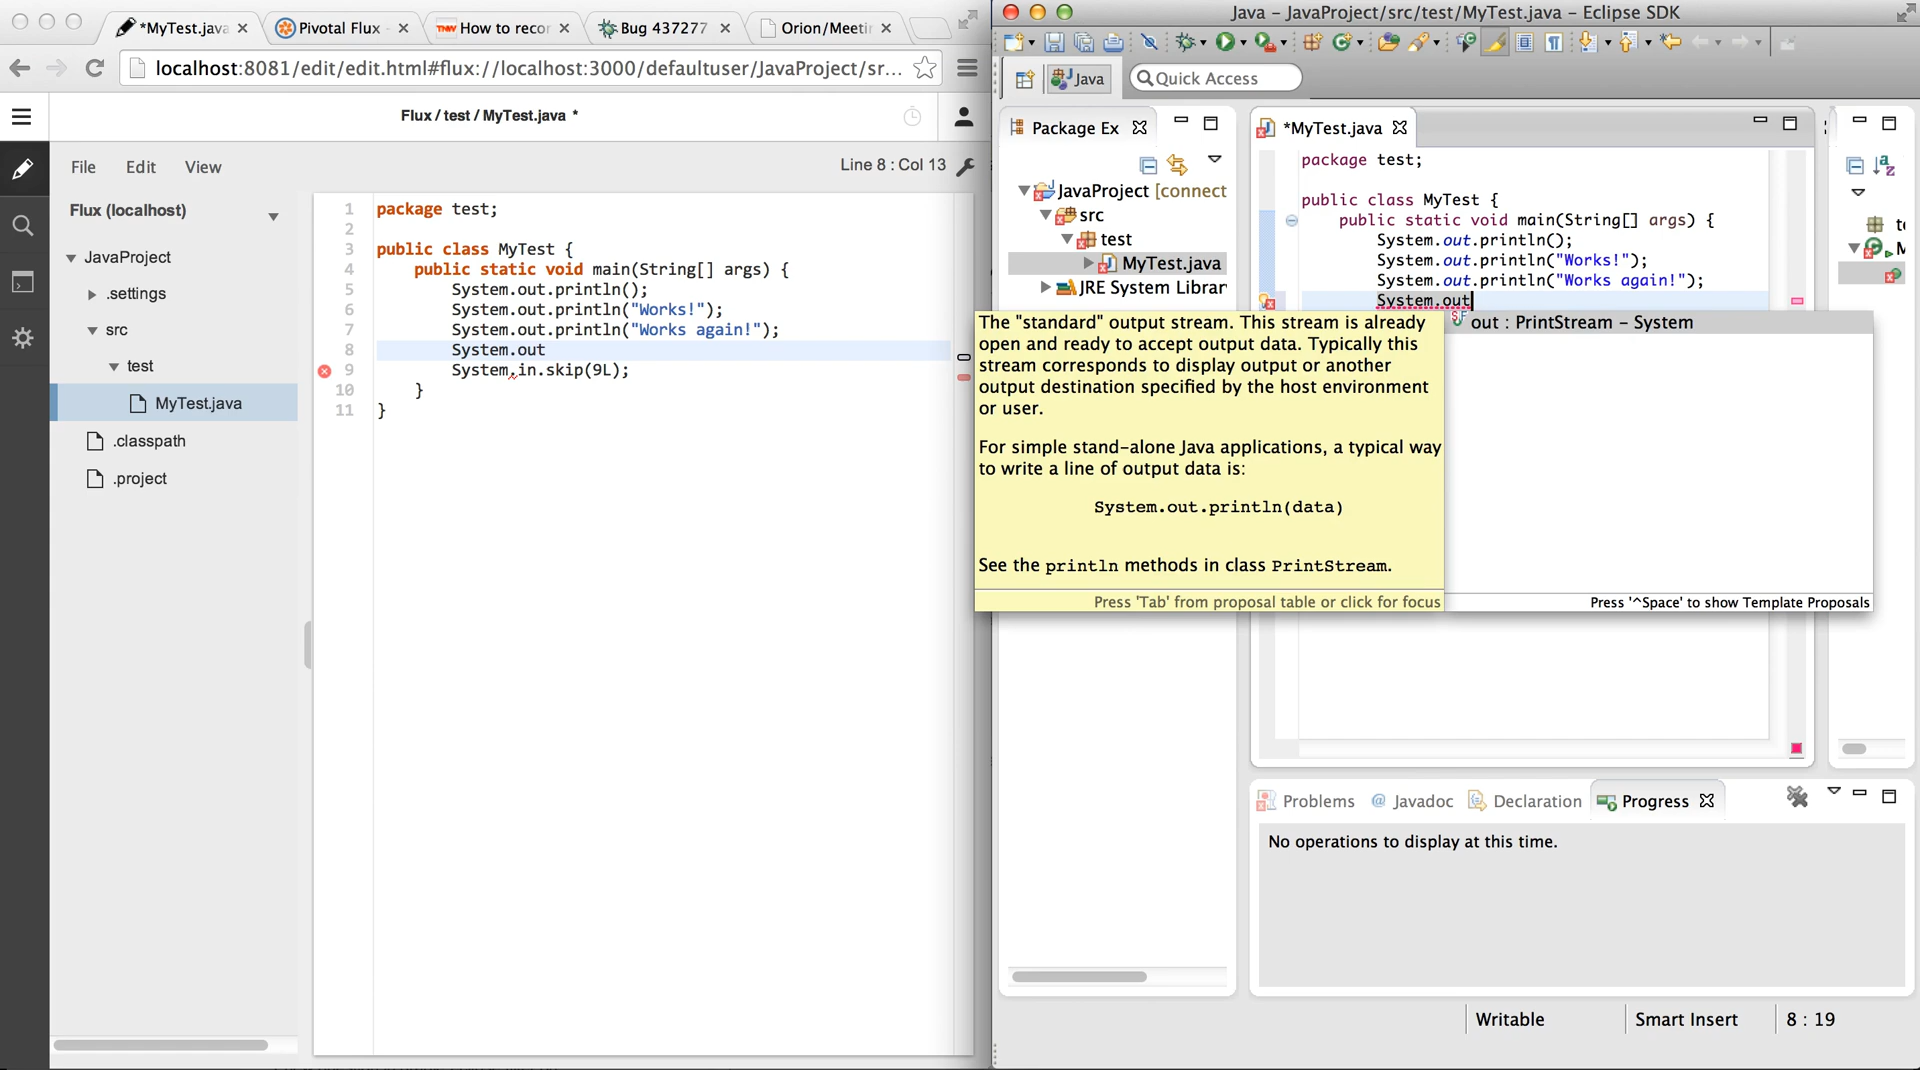 *MyTest.java
Pivotal Flux -
How to recor
Bug 437277
Orion/Meetin
localhost:8081/edit/edit.html#flux://localhost:3000/defaultuser/JavaProject/sr...
Flux / test / MyTest.java *
File
Edit
View
Line 8 : Col 13
Flux (localhost)
JavaProject
.settings
src
test
MyTest.java
.classpath
.project
1 package test;
2
3 public class MyTest {
4 public static void main(String[] args) {
5 System.out.println();
6 System.out.println("Works!");
7 System.out.println("Works again!");
8 System.out
9 System.in.skip(9L);
10 }
11 }
Java – JavaProject/src/test/MyTest.java – Eclipse SDK
Java
Quick Access
Package Ex
JavaProject [connect
src
test
MyTest.java
JRE System Librar
*MyTest.java
package test;
public class MyTest {
public static void main(String[] args) {
System.out.println();
System.out.println("Works!");
System.out.println("Works again!");
System.out
The "standard" output stream. This stream is already
open and ready to accept output data. Typically this
stream corresponds to display output or another
output destination specified by the host environment
or user.
For simple stand–alone Java applications, a typical way
to write a line of output data is:
System.out.println(data)
See the println methods in class PrintStream.
Press 'Tab' from proposal table or click for focus
out : PrintStream – System
Press '^Space' to show Template Proposals
te
M
Problems
Javadoc
Declaration
Progress
No operations to display at this time.
Writable
Smart Insert
8 : 19